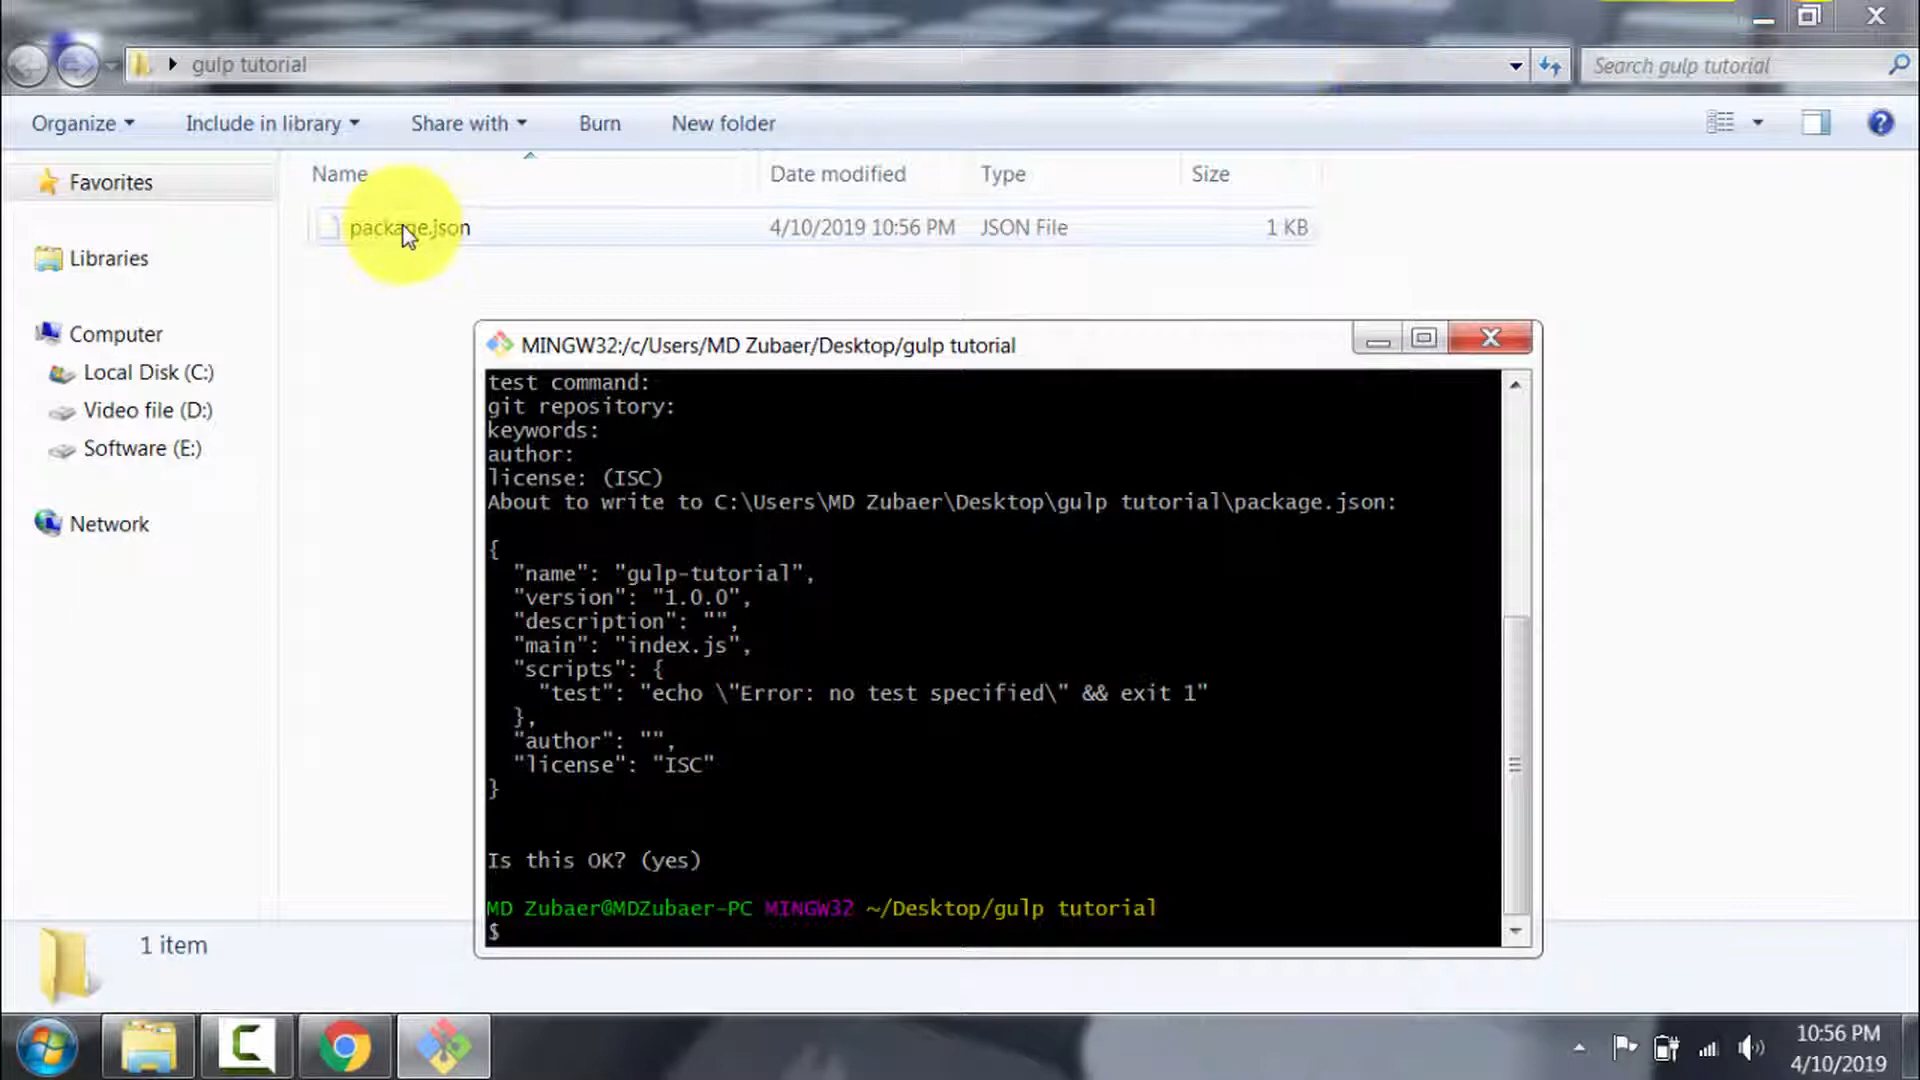 gulp tutorial
Search gulp tutorial
Organize Include in library Share with Burn New folder
Name Date modified Type Size
Favorites
package.json 4/10/2019 10:56 PM JSON File 1 KB
Libraries
Computer
Local Disk (C:)
Video file (D:)
Software (E:)
Network
MINGW32:/c/Users/MD Zubaer/Desktop/gulp tutorial
test command:
git repository:
keywords:
author:
license: (ISC)
About to write to C:\Users\MD Zubaer\Desktop\gulp tutorial\package.json:
{
"name": "gulp-tutorial",
"version": "1.0.0",
"description": "",
"main": "index.js",
"scripts": {
"test": "echo \"Error: no test specified\" && exit 1"
},
"author": "",
"license": "ISC"
}
Is this OK? (yes)
MD Zubaer@MDZubaer-PC MINGW32 ~/Desktop/gulp tutorial
$
1 item
10:56 PM
4/10/2019